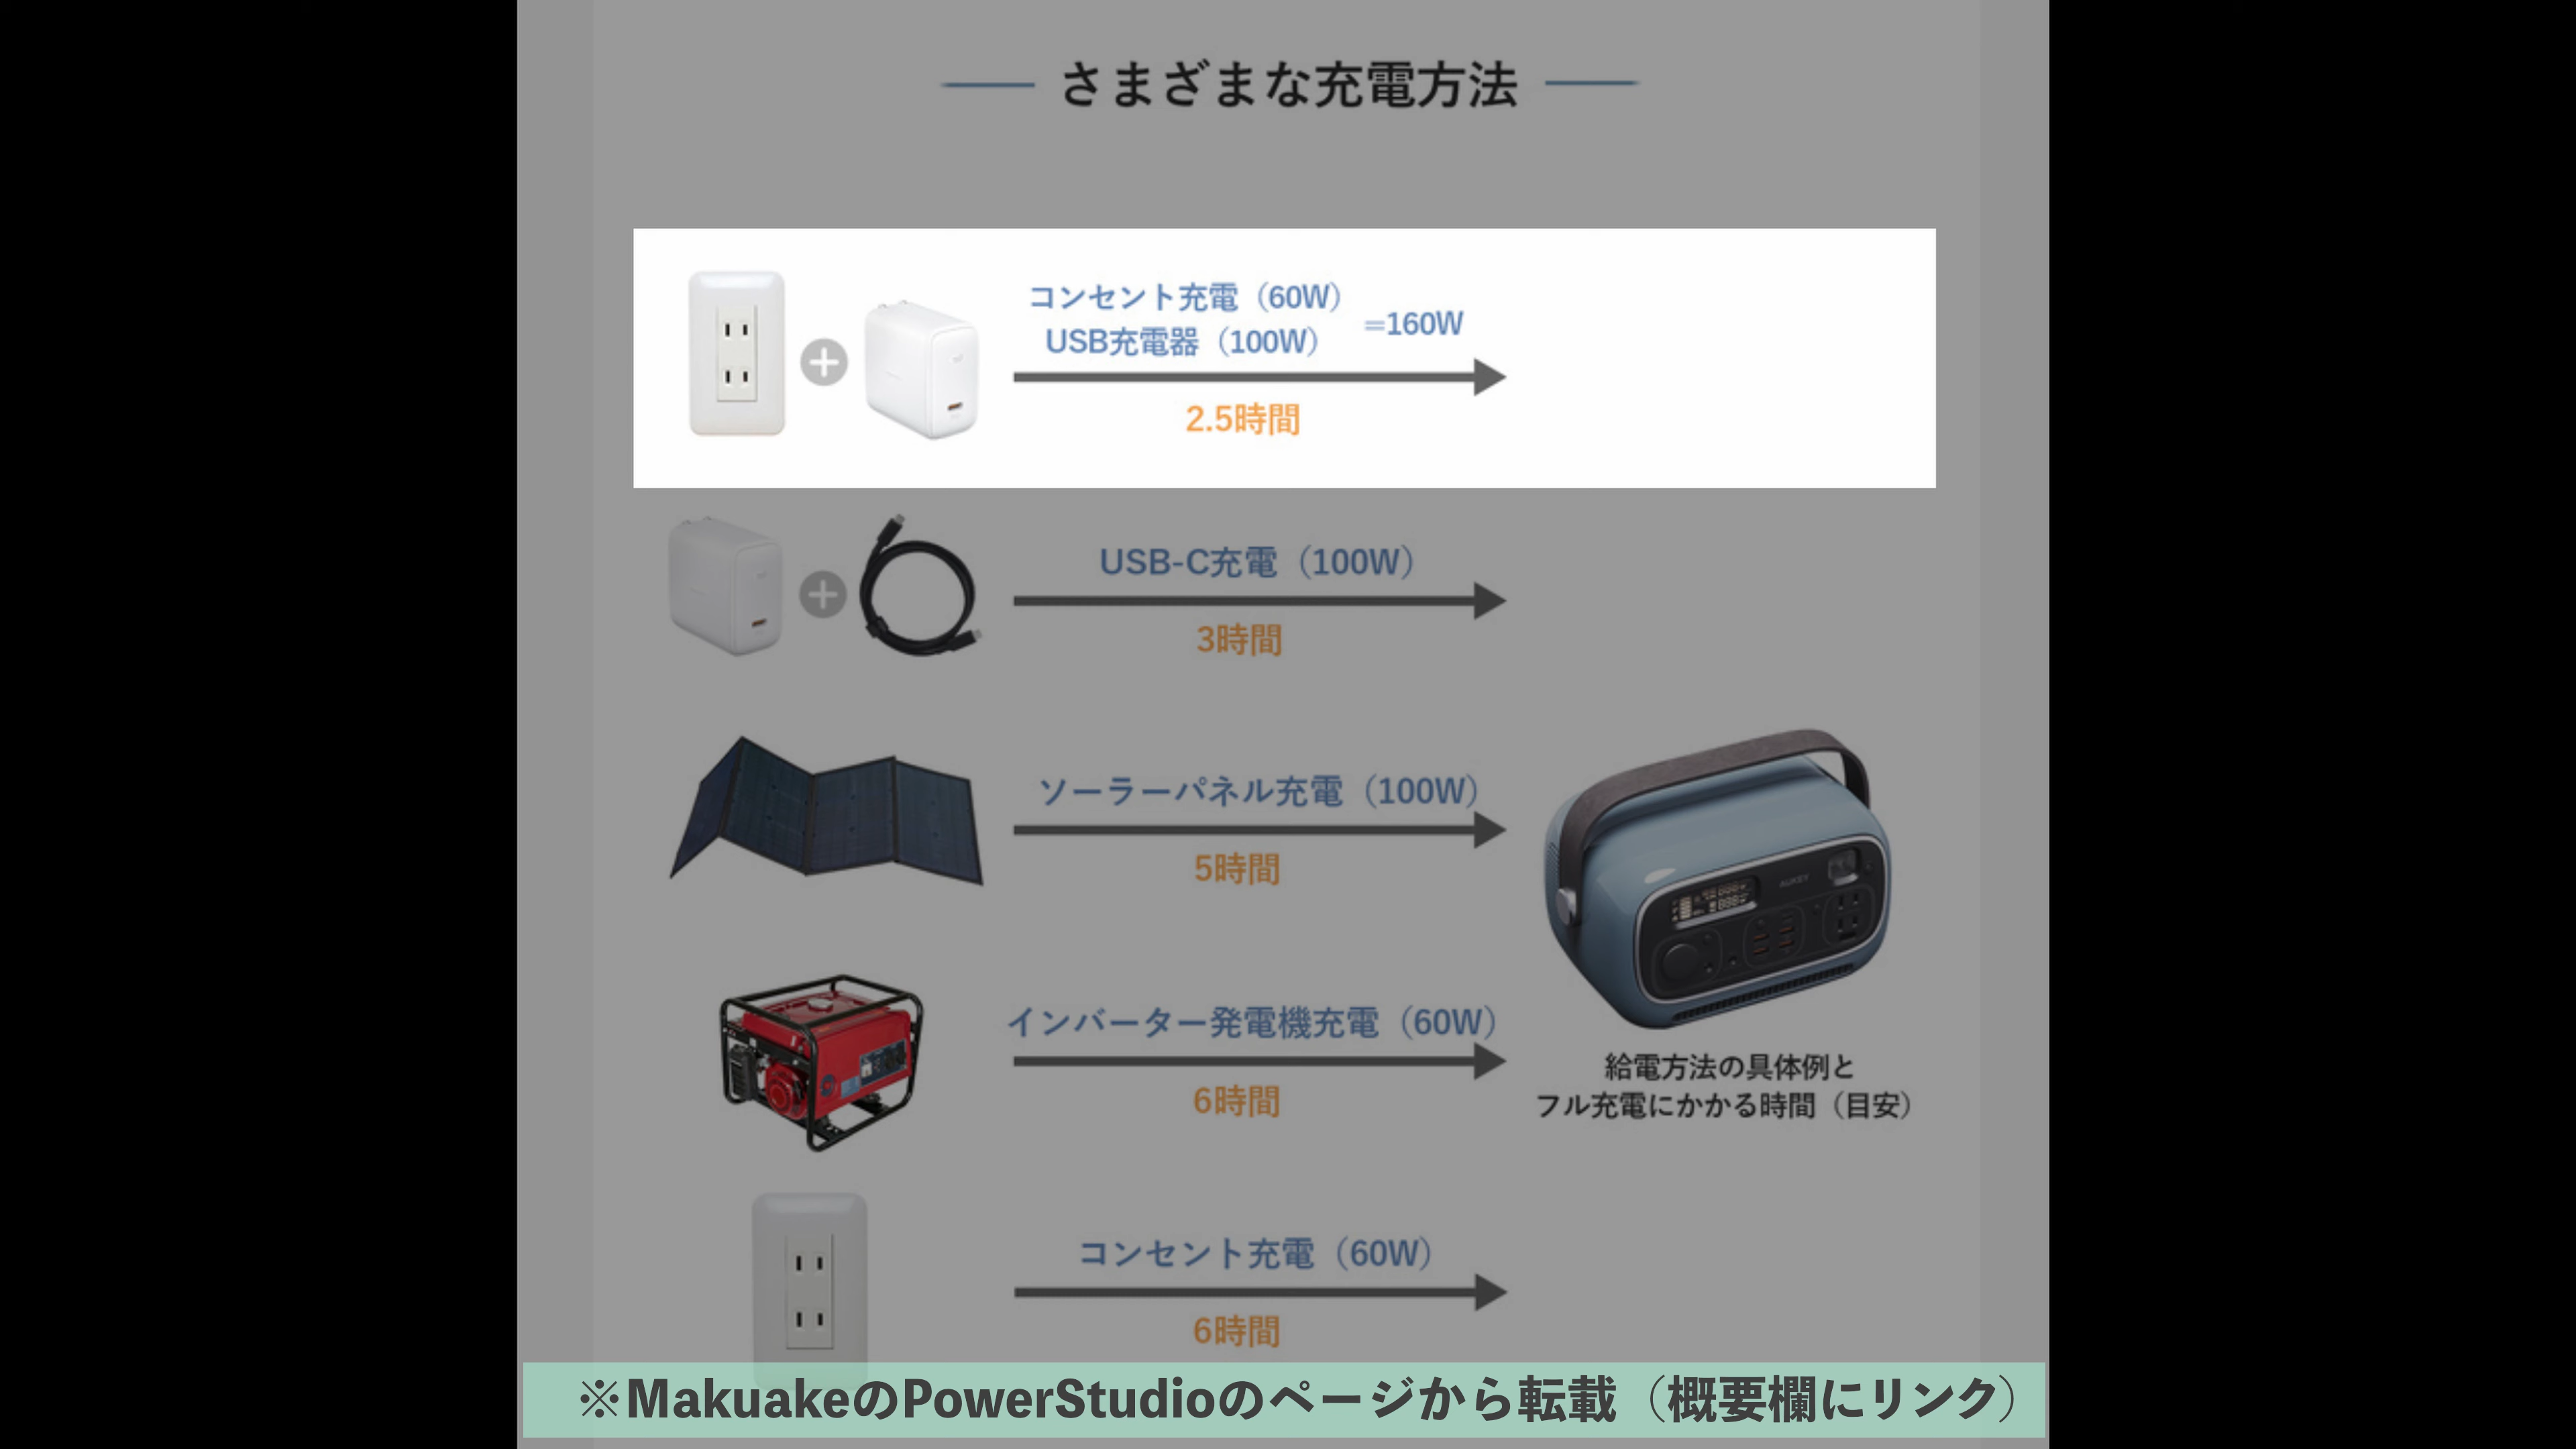 さまざまな充電方法
コンセント充電（60W）
USB充電器（100W）
=160W
2.5時間
USB-C充電（100W）
3時間
ソーラーパネル充電（100W）
5時間
AUKEY
インバーター発電機充電（60W）
6時間
給電方法の具体例と
フル充電にかかる時間（目安）
コンセント充電（60W）
6時間
※MakuakeのPowerStudioのページから転載（概要欄にリンク）